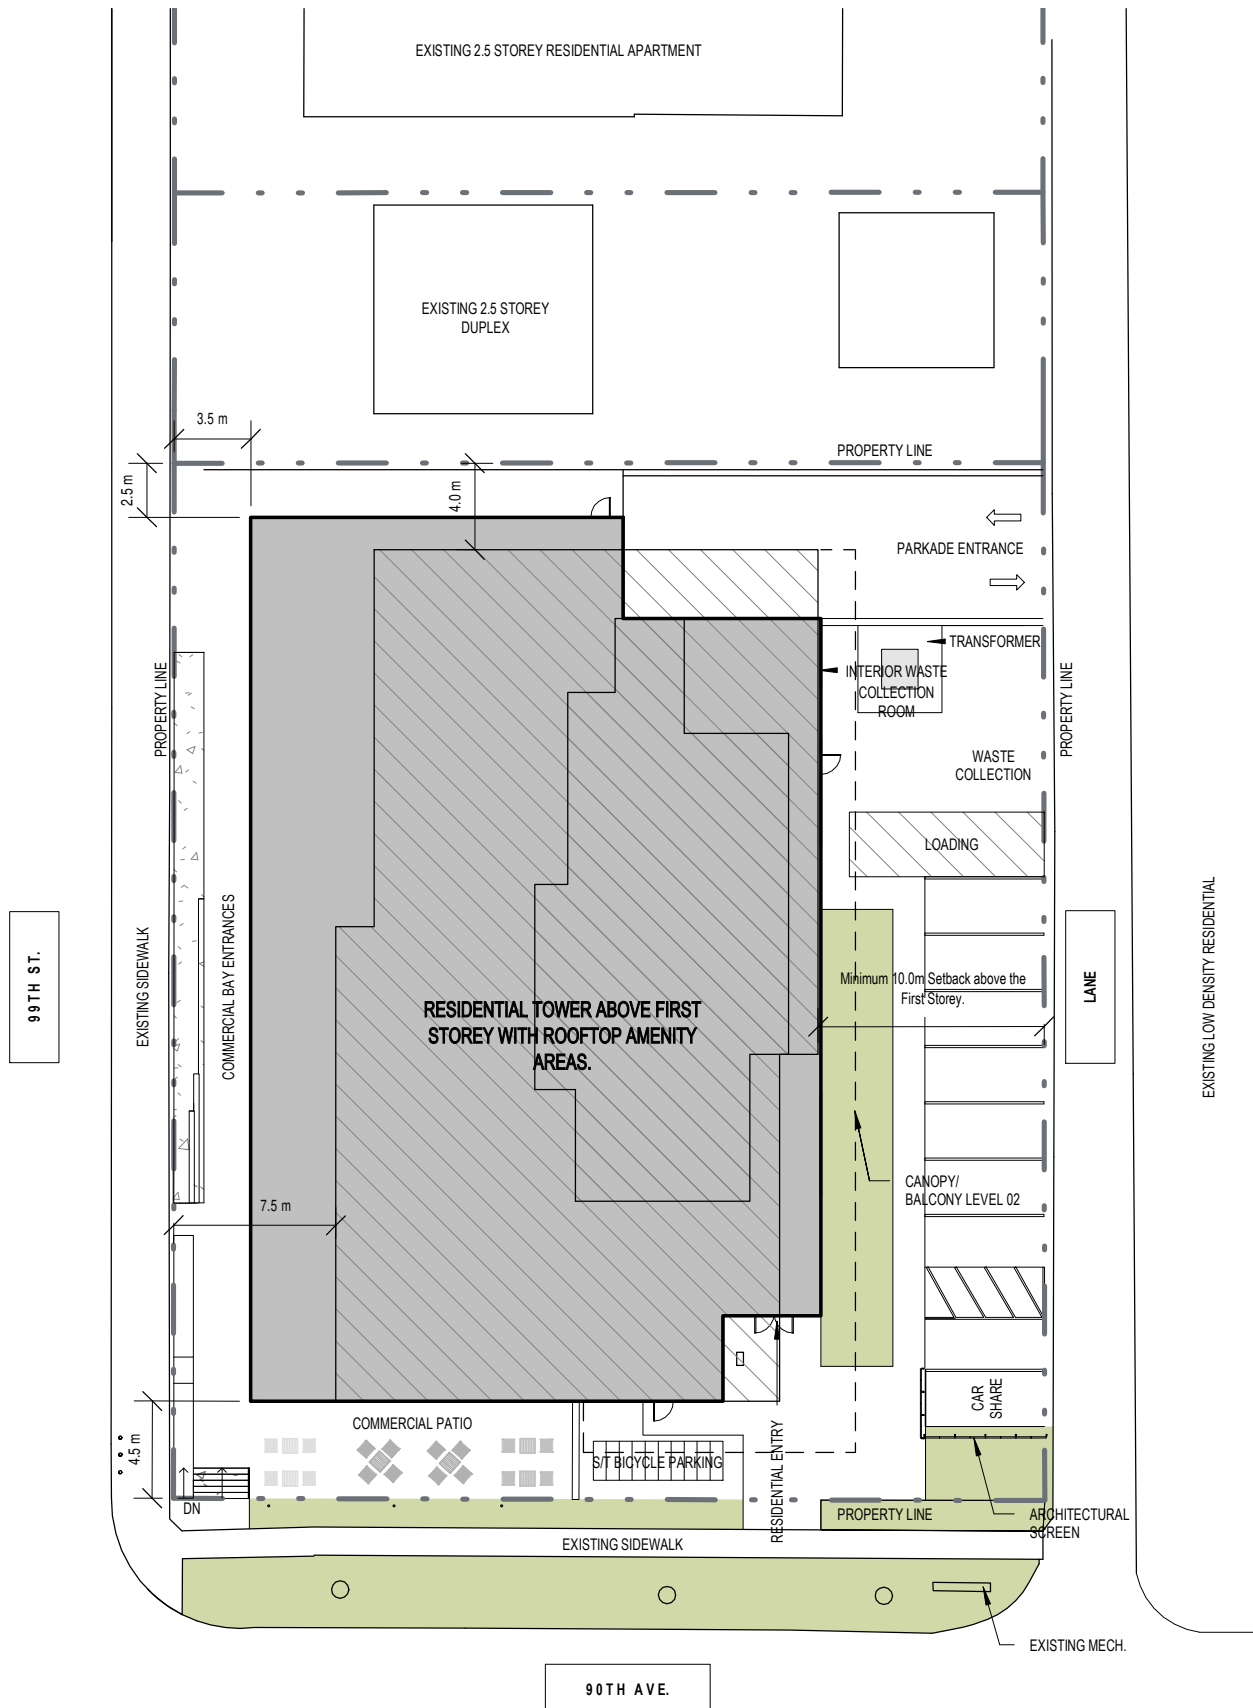 EXISTING 2.5 STOREY RESIDENTIAL APARTMENT
EXISTING 2.5 STOREY
DUPLEX
3.5 m
PROPERTY LINE
2.5 m
4.0 m
PARKADE ENTRANCE
TRANSFORMER
INTERIOR WASTE
COLLECTION
ROOM
PROPERTY LINE
PROPERTY LINE
WASTE
COLLECTION
LOADING
99TH ST.
EXISTING SIDEWALK
COMMERCIAL BAY ENTRANCES
Minimum 10.0m Setback above the
First Storey.
LANE
EXISTING LOW DENSITY RESIDENTIAL
RESIDENTIAL TOWER ABOVE FIRST
STOREY WITH ROOFTOP AMENITY
AREAS.
CANOPY/
BALCONY LEVEL 02
7.5 m
CAR
SHARE
COMMERCIAL PATIO
4.5 m
S/T BICYCLE PARKING
RESIDENTIAL ENTRY
DN
PROPERTY LINE
ARCHITECTURAL
SCREEN
EXISTING SIDEWALK
EXISTING MECH.
90TH AVE.